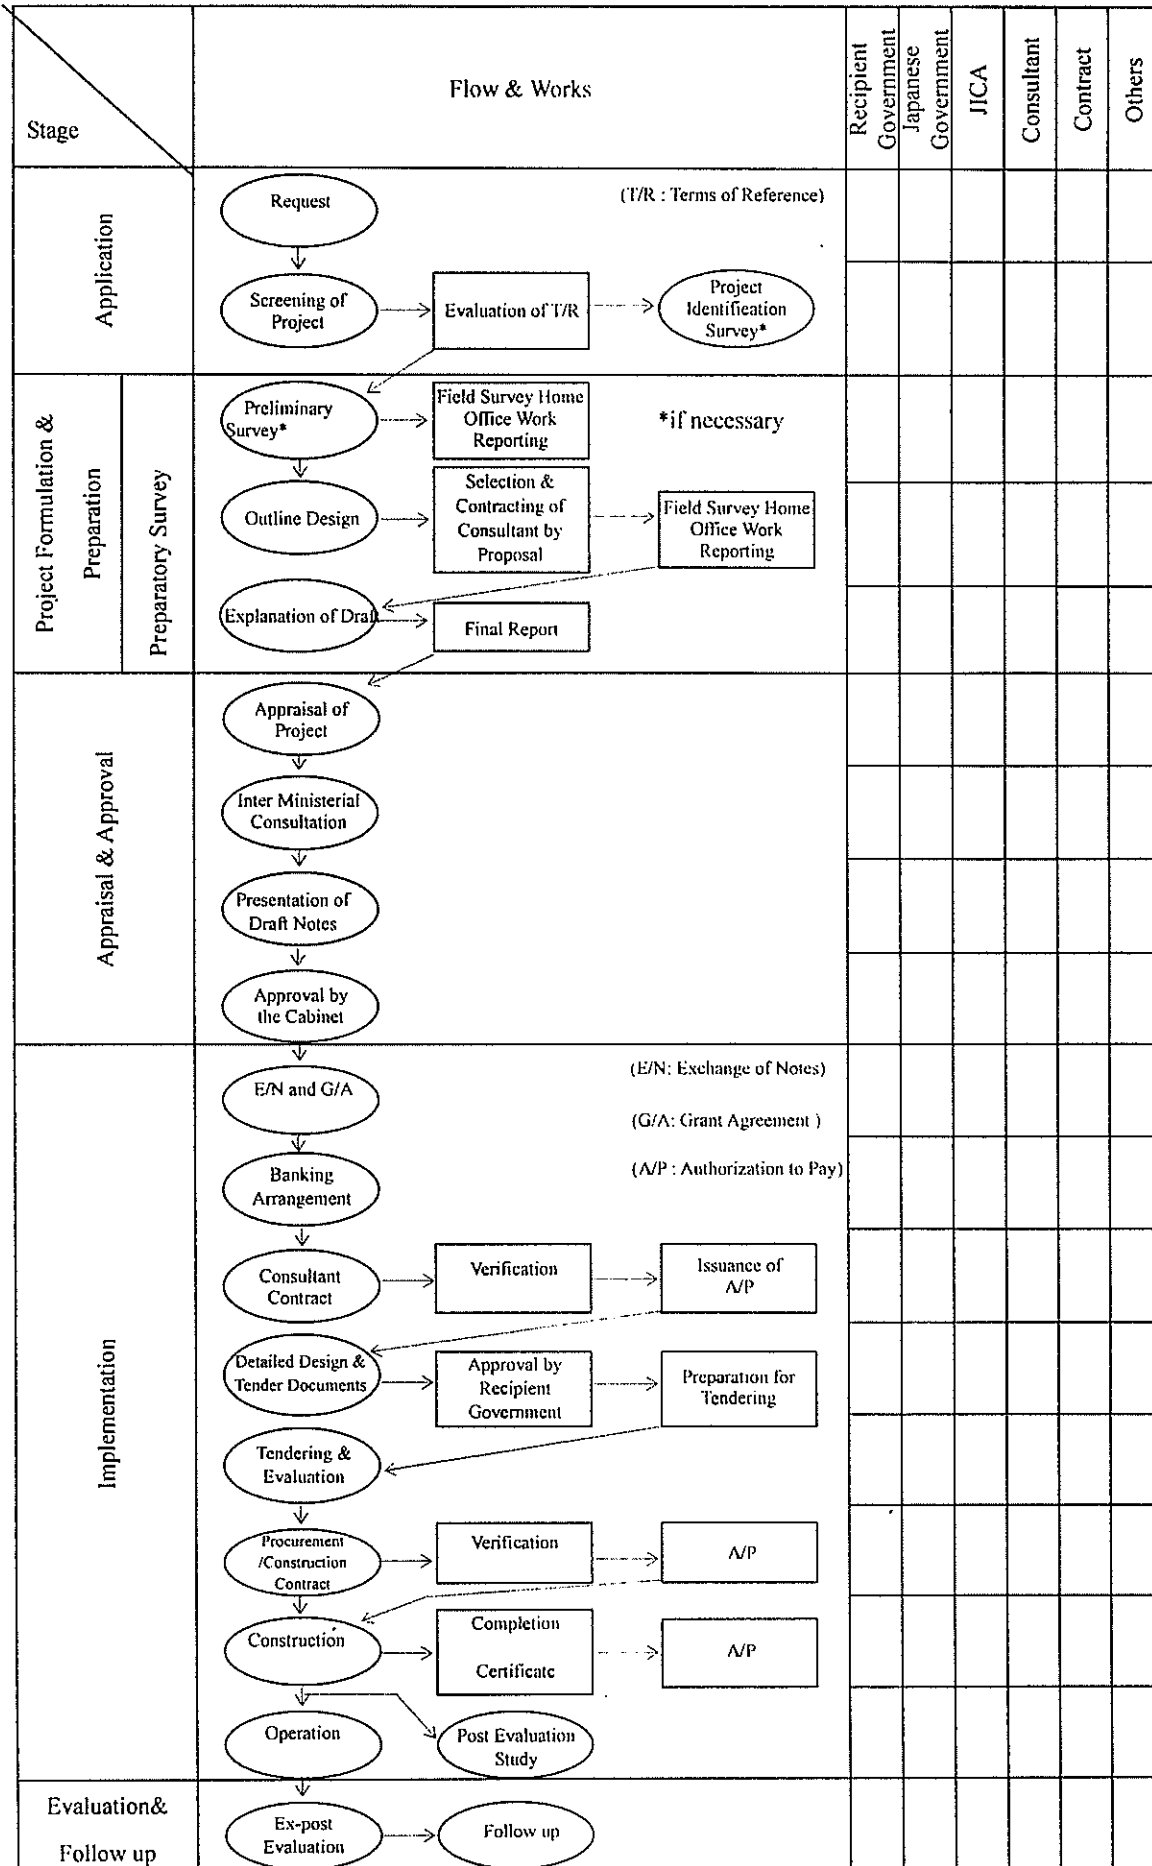 Stage
Flow & Works
Recipient
Government
Japanese
Government
JICA
Consultant
Contract
Others
Application
Request
(T/R : Terms of Reference)
Screening of
Project
Evaluation of T/R
Project
Identification
Survey*
Project Formulation &
Preparation
Preparatory Survey
Preliminary
Survey*
Field Survey Home
Office Work
Reporting
*if necessary
Outline Design
Selection &
Contracting of
Consultant by
Proposal
Field Survey Home
Office Work
Reporting
Explanation of Draft
Final Report
Appraisal & Approval
Appraisal of
Project
Inter Ministerial
Consultation
Presentation of
Draft Notes
Approval by
the Cabinet
Implementation
E/N and G/A
(E/N: Exchange of Notes)
(G/A: Grant Agreement )
(A/P : Authorization to Pay)
Banking
Arrangement
Consultant
Contract
Verification
Issuance of
A/P
Detailed Design &
Tender Documents
Approval by
Recipient
Government
Preparation for
Tendering
Tendering &
Evaluation
Procurement
/Construction
Contract
Verification
A/P
Construction
Completion
Certificate
A/P
Operation
Post Evaluation
Study
Evaluation&
Follow up
Ex-post
Evaluation
Follow up